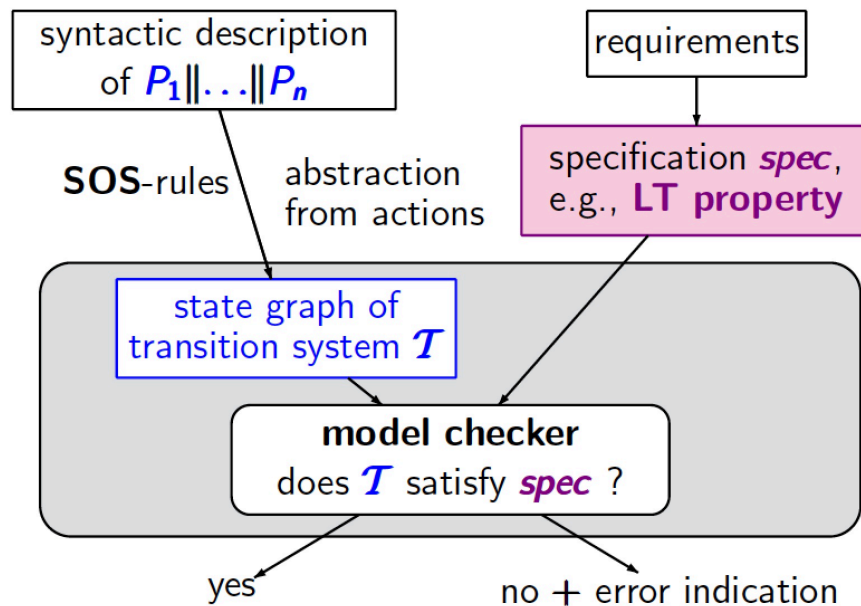 syntactic description
of P₁‖...‖Pₙ
requirements
SOS-rules
abstraction
from actions
specification spec,
e.g., LT property
state graph of
transition system 𝒯
model checker
does 𝒯 satisfy spec ?
yes
no + error indication